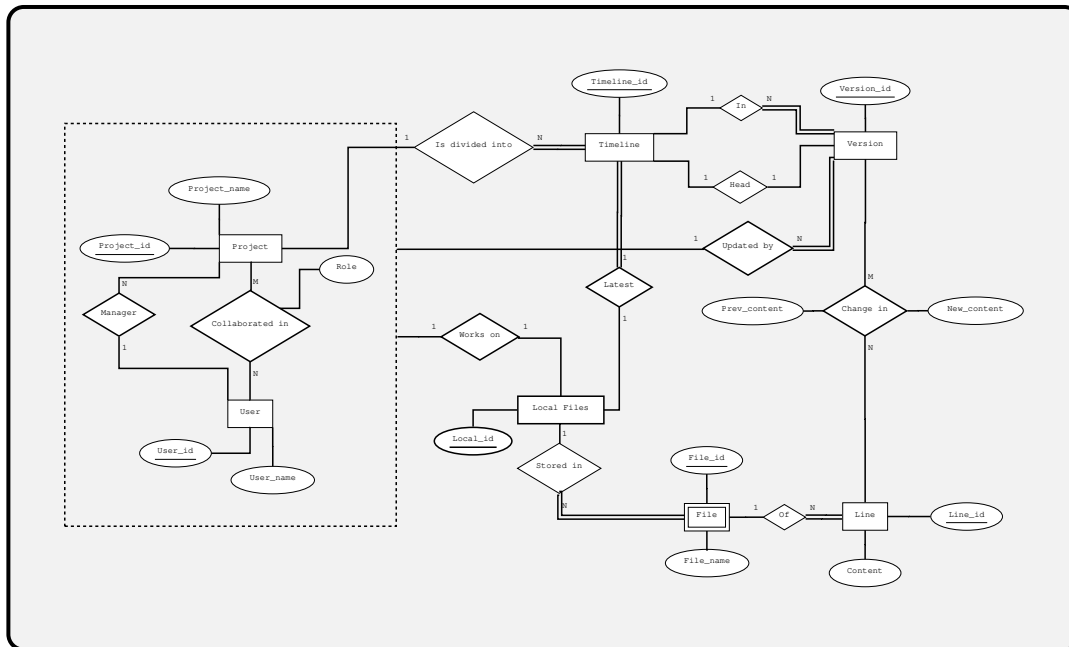 Timeline_id
Version_id
1
In
N
1
Is divided into
N
Timeline
Version
1
Head
1
Project_name
Project_id
Project
1
Updated by
N
Role
1
N
M
M
Manager
Latest
Prev_content
Change in
New_content
Collaborated in
1
Works on
1
1
1
N
N
User
Local Files
User_id
Local_id
1
User_name
Stored in
File_id
N
File
1
Of
N
Line
Line_id
File_name
Content